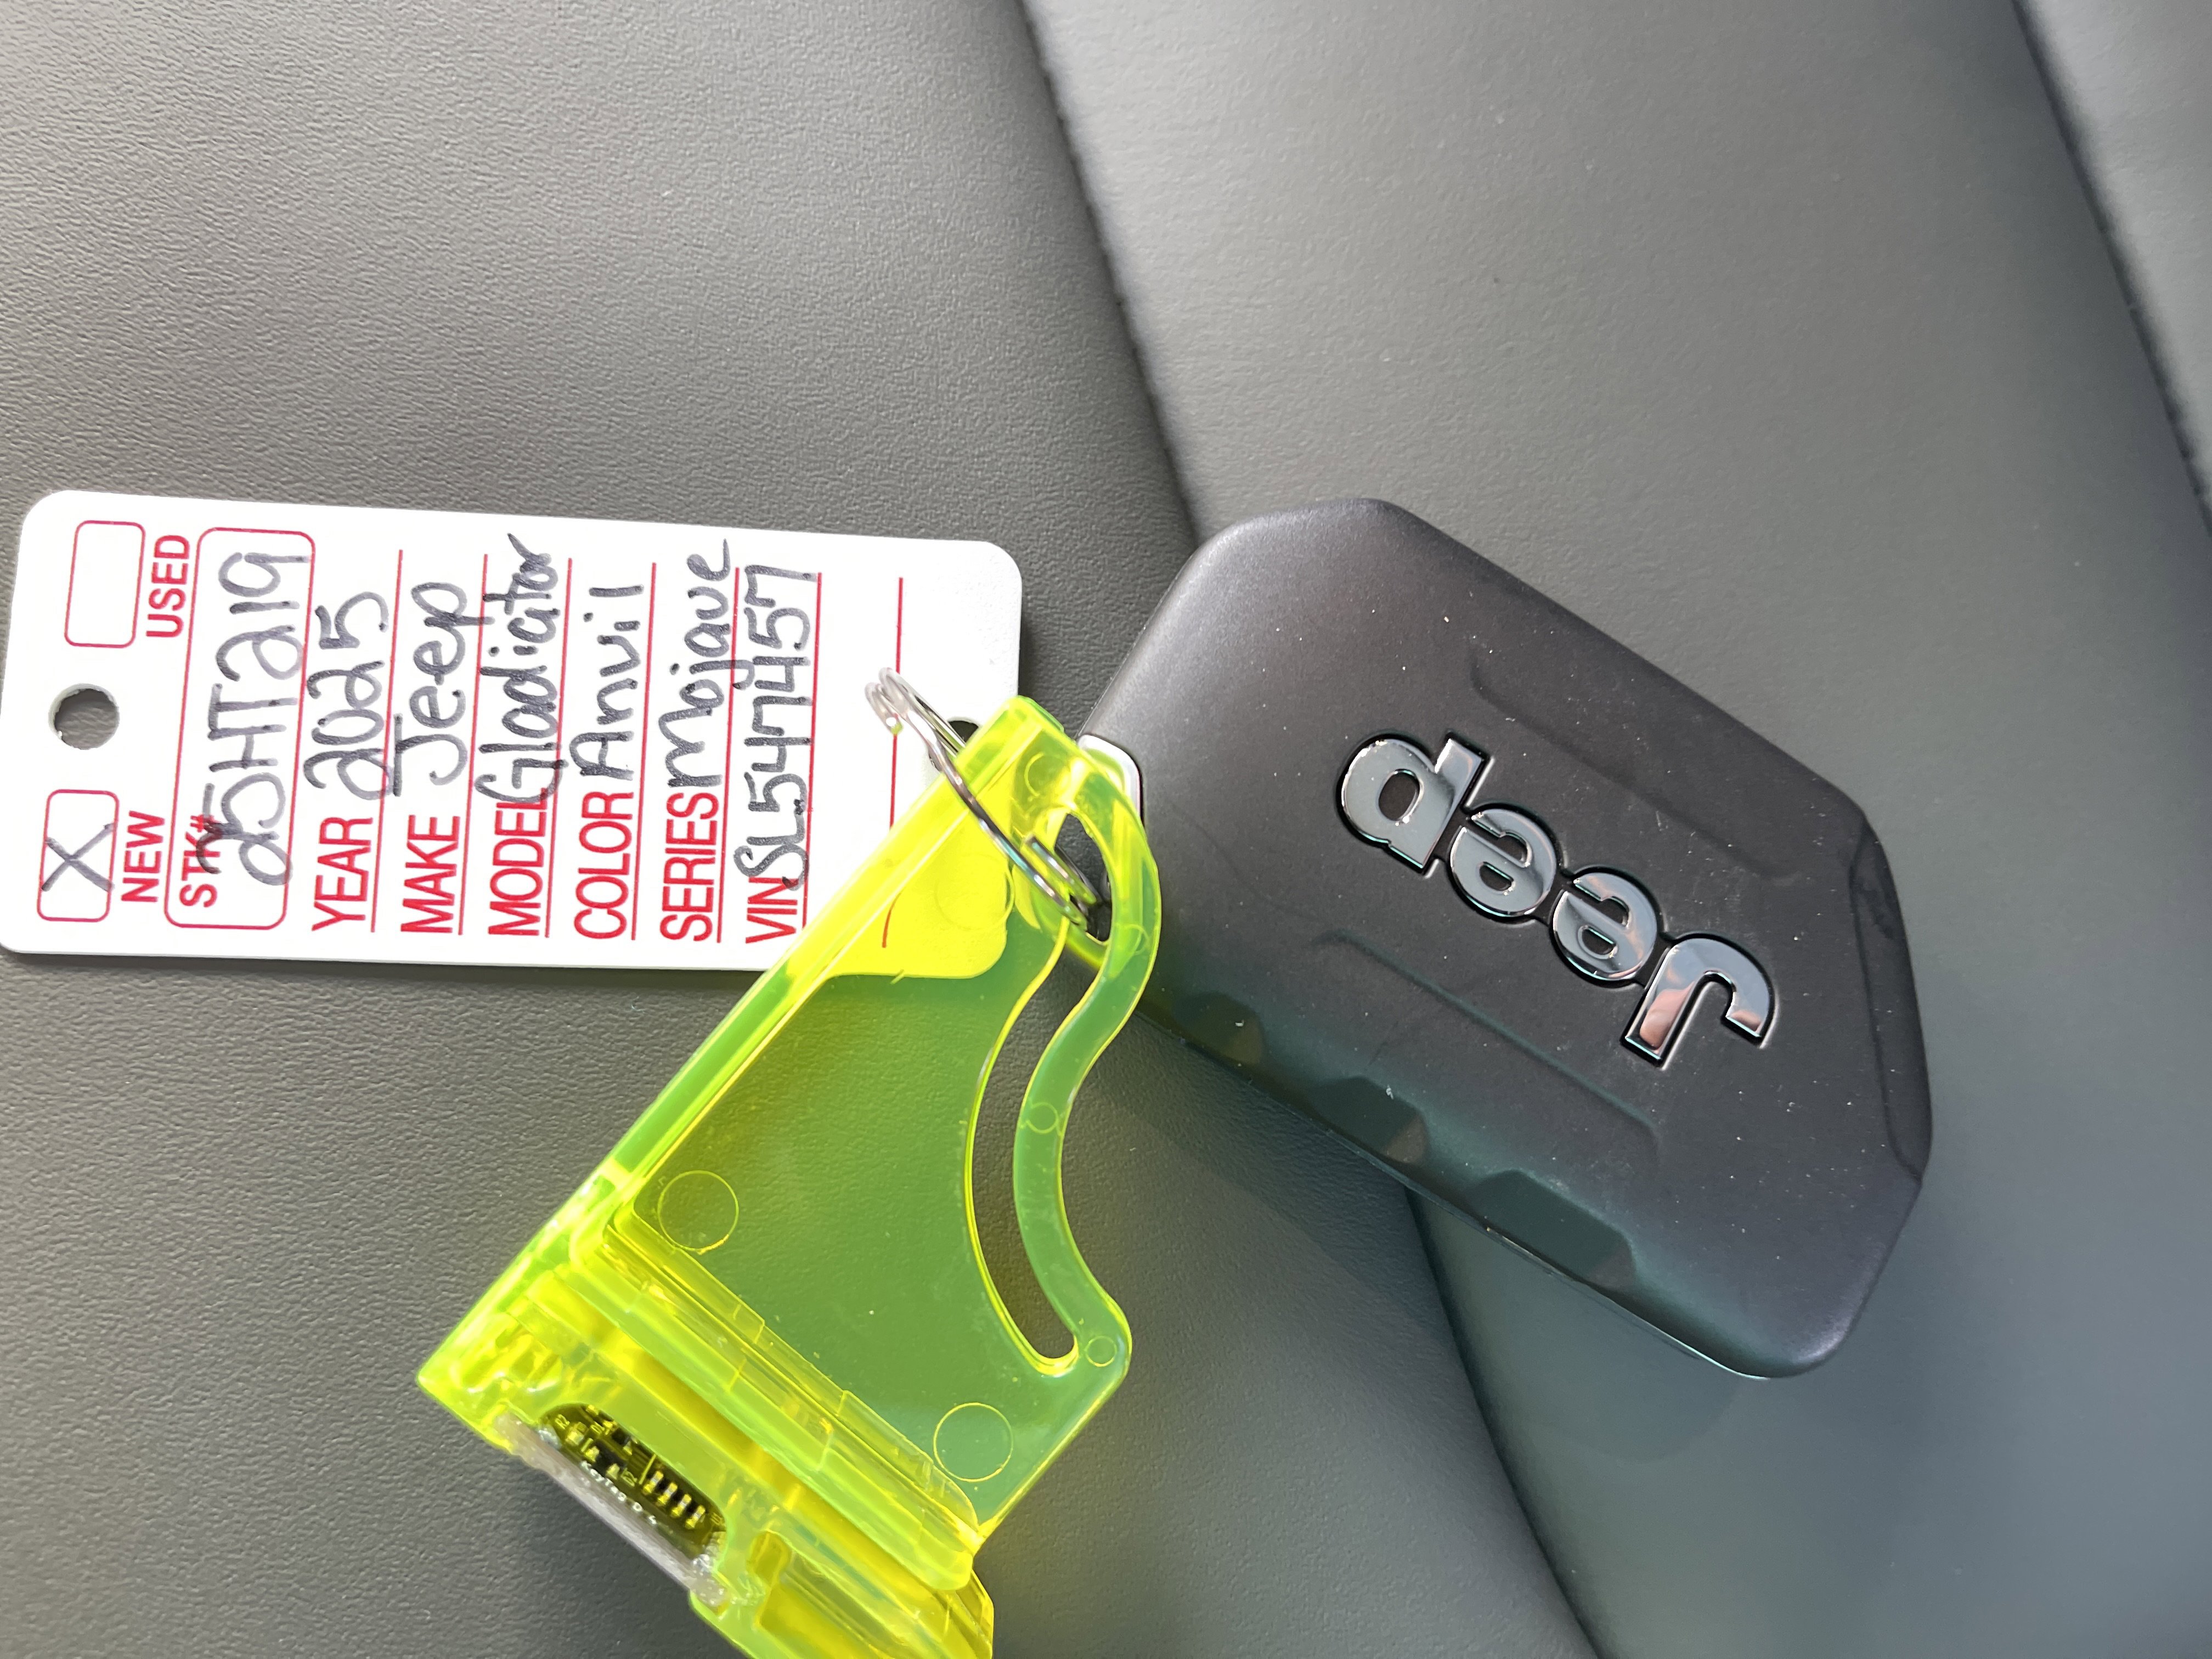 X
NEW USED
STK# 25HT219
YEAR 2025
MAKE Jeep
MODEL Gladiator
COLOR Anvil
SERIES Mojave
VIN SL547457
Jeep